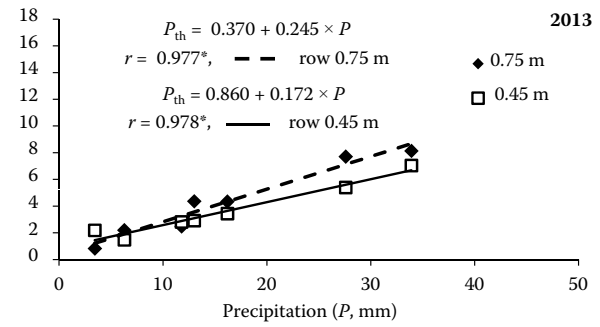 2013
18
16
14
12
10
8
6
4
2
0
P_th = 0.370 + 0.245 × P
r = 0.977*, row 0.75 m
P_th = 0.860 + 0.172 × P
r = 0.978*, row 0.45 m
0.75 m
0.45 m
0 10 20 30 40 50
Precipitation (P, mm)